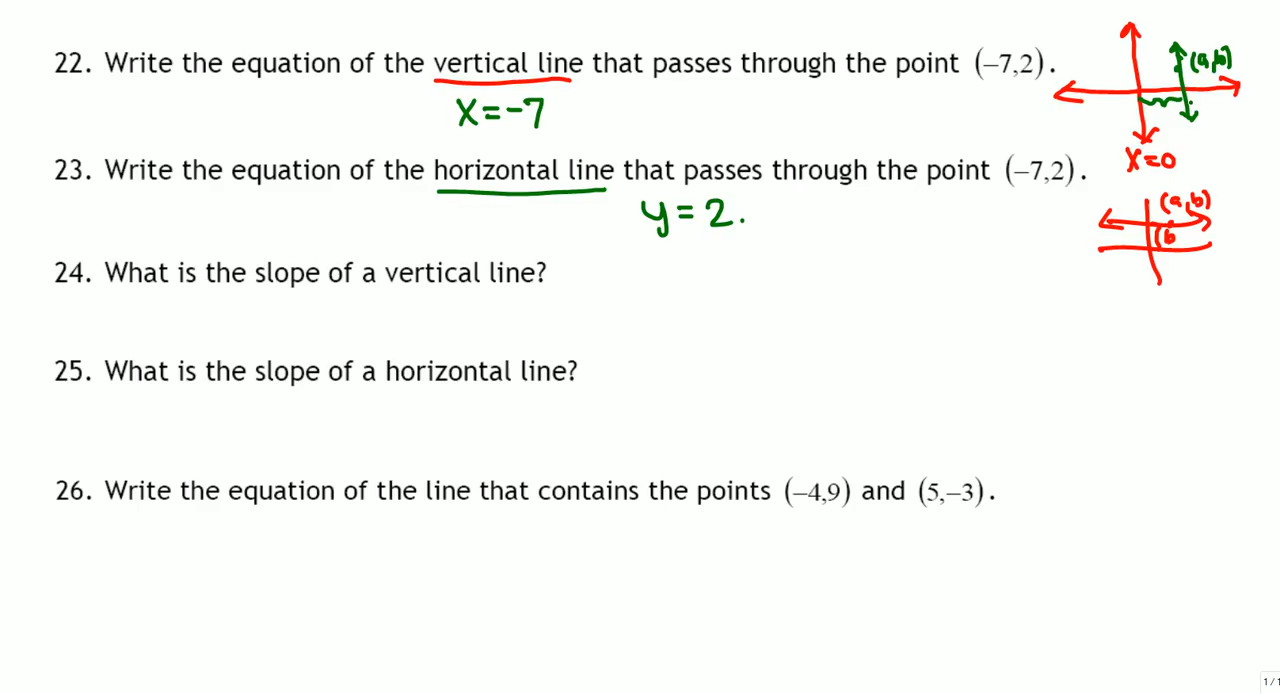 22. Write the equation of the vertical line that passes through the point (–7,2).
(a,b)
x=-7
x=0
23. Write the equation of the horizontal line that passes through the point (–7,2).
y=2.
(a,b)
b
24. What is the slope of a vertical line?
25. What is the slope of a horizontal line?
26. Write the equation of the line that contains the points (–4,9) and (5,–3).
1/1